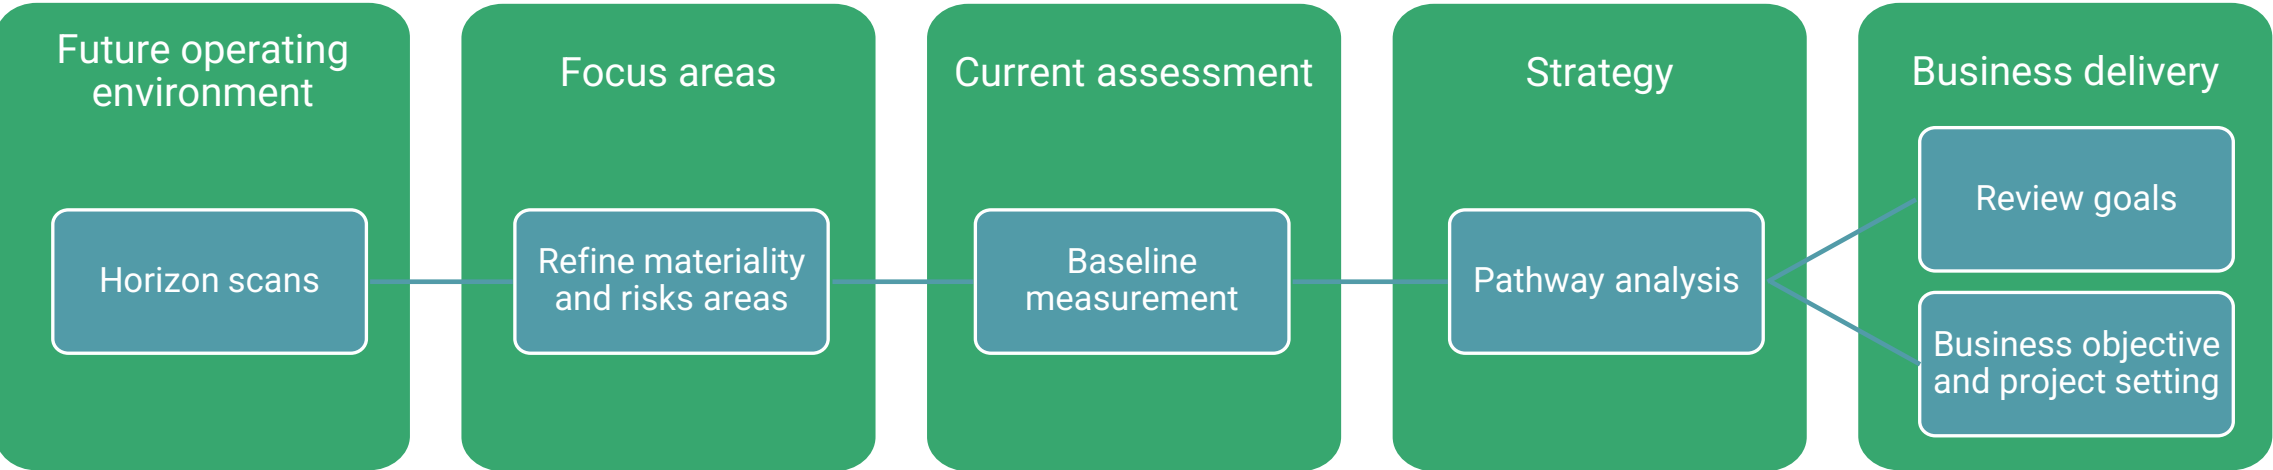 Future operating
environment
Horizon scans
Focus areas
Refine materiality
and risks areas
Current assessment
Baseline
measurement
Strategy
Pathway analysis
Business delivery
Review goals
Business objective
and project setting